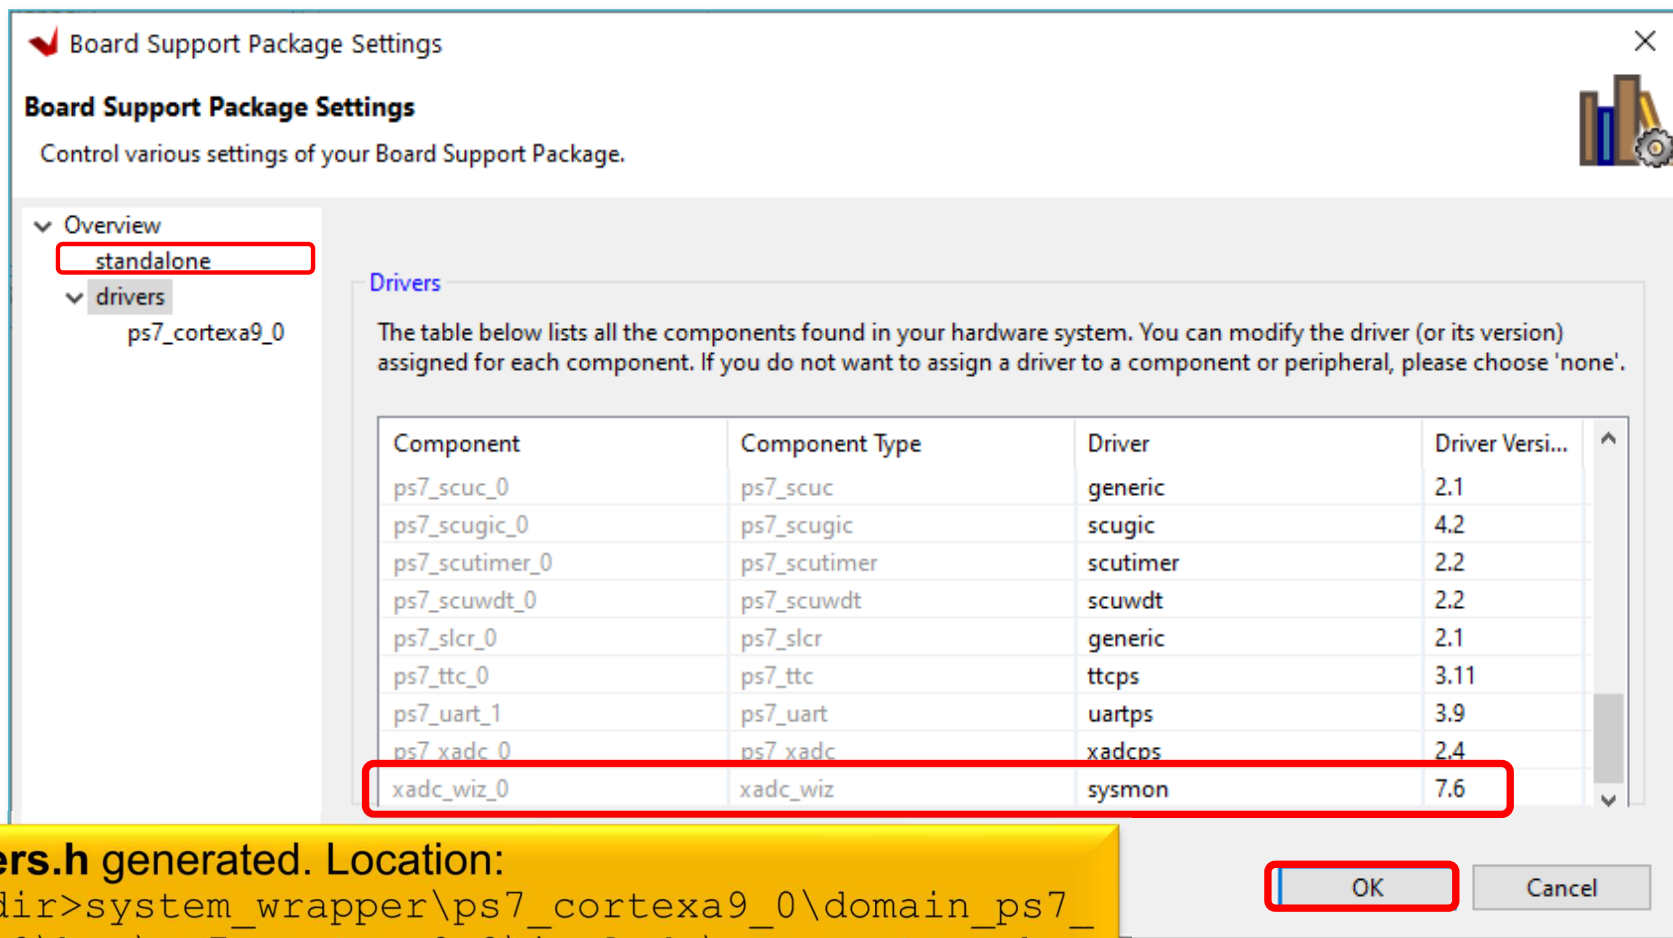 Board Support Package Settings
Board Support Package Settings
Control various settings of your Board Support Package.
Overview
standalone
drivers
ps7_cortexa9_0
Drivers
The table below lists all the components found in your hardware system. You can modify the driver (or its version)
assigned for each component. If you do not want to assign a driver to a component or peripheral, please choose 'none'.
Component Component Type Driver Driver Versi...
ps7_scuc_0 ps7_scuc generic 2.1
ps7_scugic_0 ps7_scugic scugic 4.2
ps7_scutimer_0 ps7_scutimer scutimer 2.2
ps7_scuwdt_0 ps7_scuwdt scuwdt 2.2
ps7_slcr_0 ps7_slcr generic 2.1
ps7_ttc_0 ps7_ttc ttcps 3.11
ps7_uart_1 ps7_uart uartps 3.9
ps7_xadc_0 ps7_xadc xadcps 2.4
xadc_wiz_0 xadc_wiz sysmon 7.6
ers.h generated. Location:
dir>system_wrapper\ps7_cortexa9_0\domain_ps7_
OK Cancel